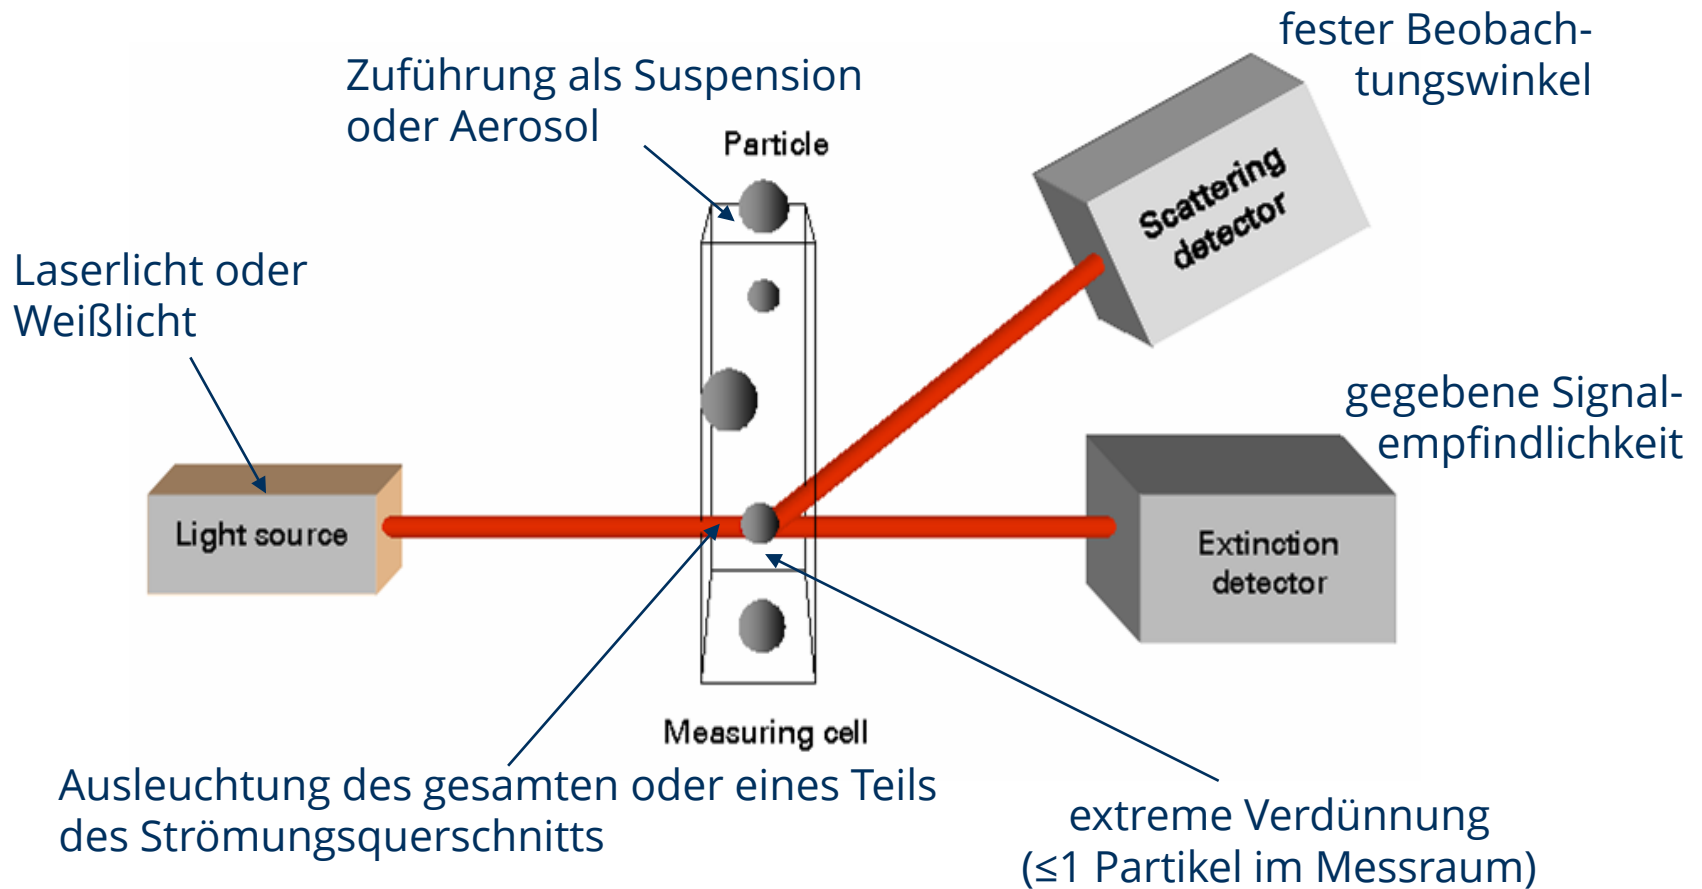 fester Beobach-
tungswinkel
Zuführung als Suspension
oder Aerosol
Particle
Scattering
detector
Laserlicht oder
Weißlicht
gegebene Signal-
empfindlichkeit
Light source
Extinction
detector
Measuring cell
Ausleuchtung des gesamten oder eines Teils
des Strömungsquerschnitts
extreme Verdünnung
(≤1 Partikel im Messraum)